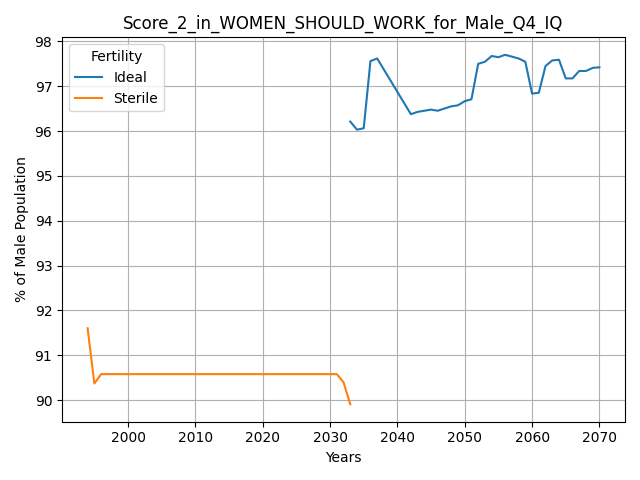 Score_2_in_WOMEN_SHOULD_WORK_for_Male_Q4_IQ
Fertility
Ideal
Sterile
98
97
96
95
94
93
92
91
90
% of Male Population
2000 2010 2020 2030 2040 2050 2060 2070
Years